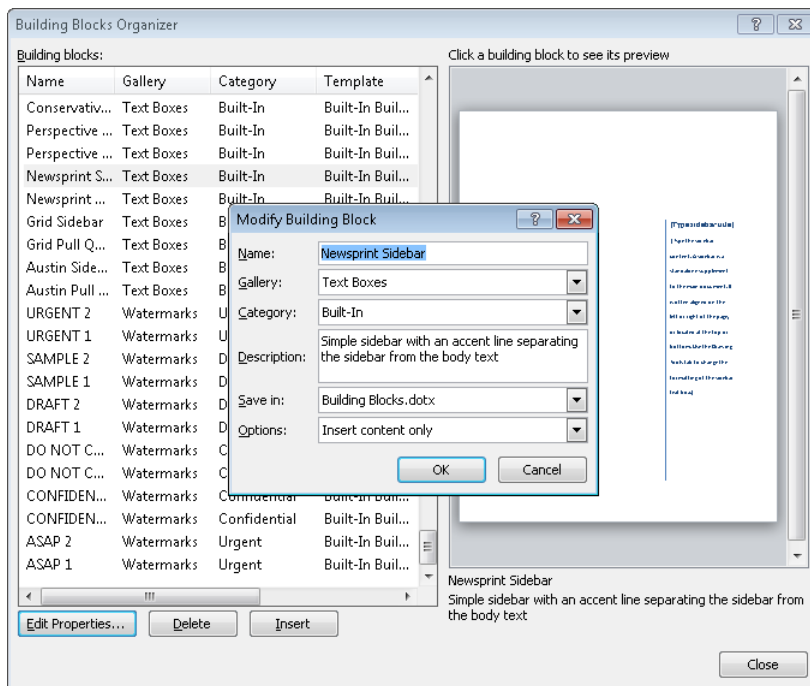 Building Blocks Organizer
Building blocks:
Click a building block to see its preview
Name Gallery Category Template
Conservativ... Text Boxes Built-In Built-In Buil...
Perspective ... Text Boxes Built-In Built-In Buil...
Perspective ... Text Boxes Built-In Built-In Buil...
Newsprint S... Text Boxes Built-In Built-In Buil...
Newsprint ... Text Boxes Built-In Built-In Buil...
Grid Sidebar Text Boxes
Grid Pull Q... Text Boxes
Austin Side... Text Boxes
Austin Pull ... Text Boxes
URGENT 2 Watermarks
URGENT 1 Watermarks
SAMPLE 2 Watermarks
SAMPLE 1 Watermarks
DRAFT 2 Watermarks
DRAFT 1 Watermarks
DO NOT C... Watermarks
DO NOT C... Watermarks
CONFIDEN... Watermarks Confidential Built-In Buil...
CONFIDEN... Watermarks Confidential Built-In Buil...
ASAP 2 Watermarks Urgent Built-In Buil...
ASAP 1 Watermarks Urgent Built-In Buil...
Edit Properties... Delete Insert
Modify Building Block
Name: Newsprint Sidebar
Gallery: Text Boxes
Category: Built-In
Description: Simple sidebar with an accent line separating
the sidebar from the body text
Save in: Building Blocks.dotx
Options: Insert content only
OK Cancel
Newsprint Sidebar
Simple sidebar with an accent line separating the sidebar from
the body text
Close